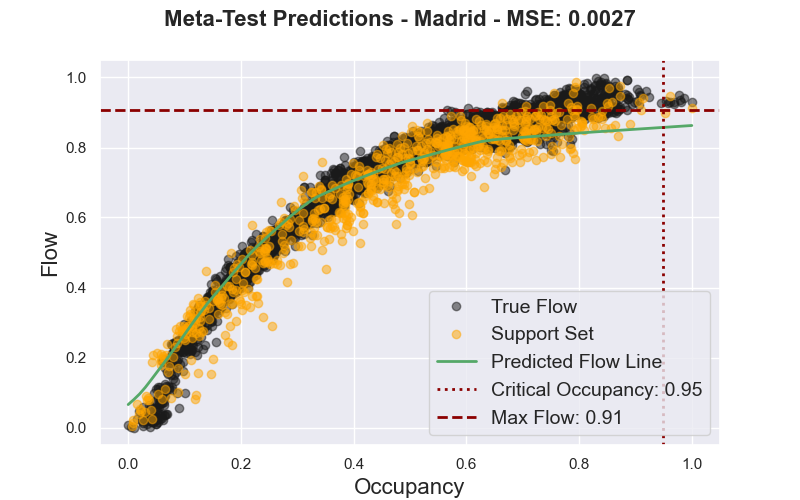 Meta-Test Predictions - Madrid - MSE: 0.0027
Flow
1.0
0.8
0.6
0.4
0.2
0.0
True Flow
Support Set
Predicted Flow Line
Critical Occupancy: 0.95
Max Flow: 0.91
0.0 0.2 0.4 0.6 0.8 1.0
Occupancy